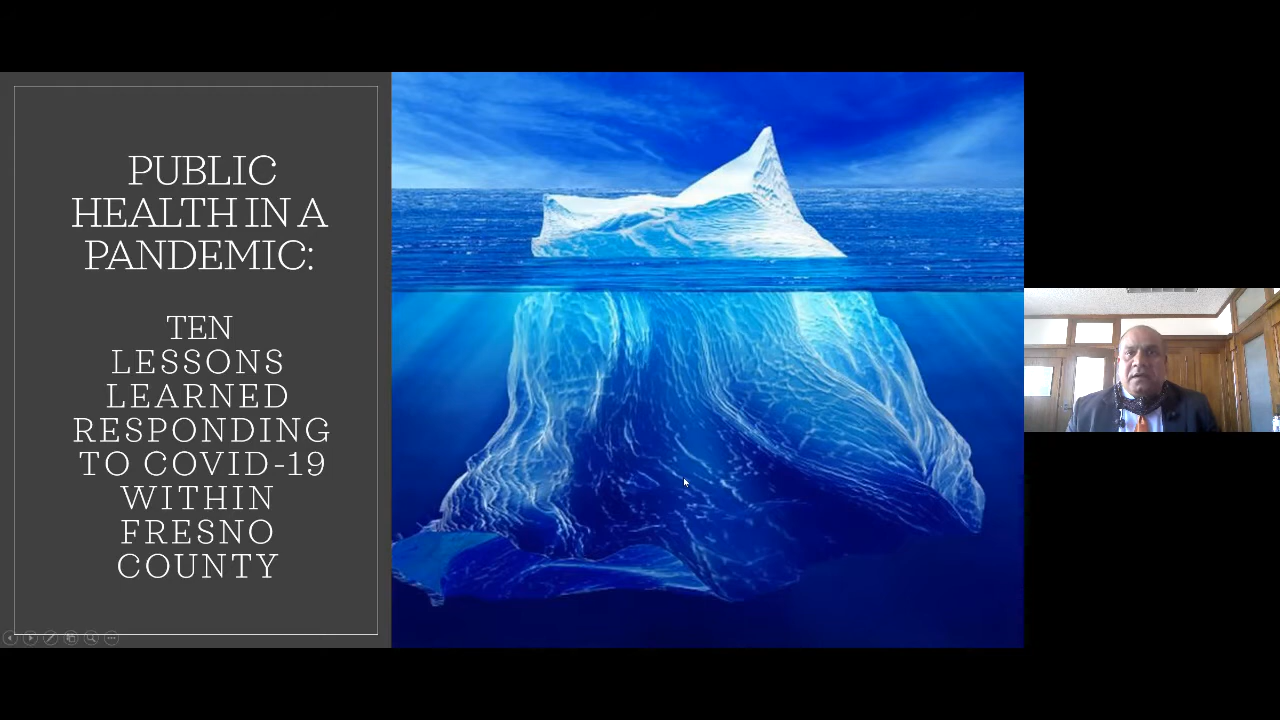 PUBLIC
HEALTH IN A
PANDEMIC:
TEN
LESSONS
LEARNED
RESPONDING
TO COVID-19
WITHIN
FRESNO
COUNTY